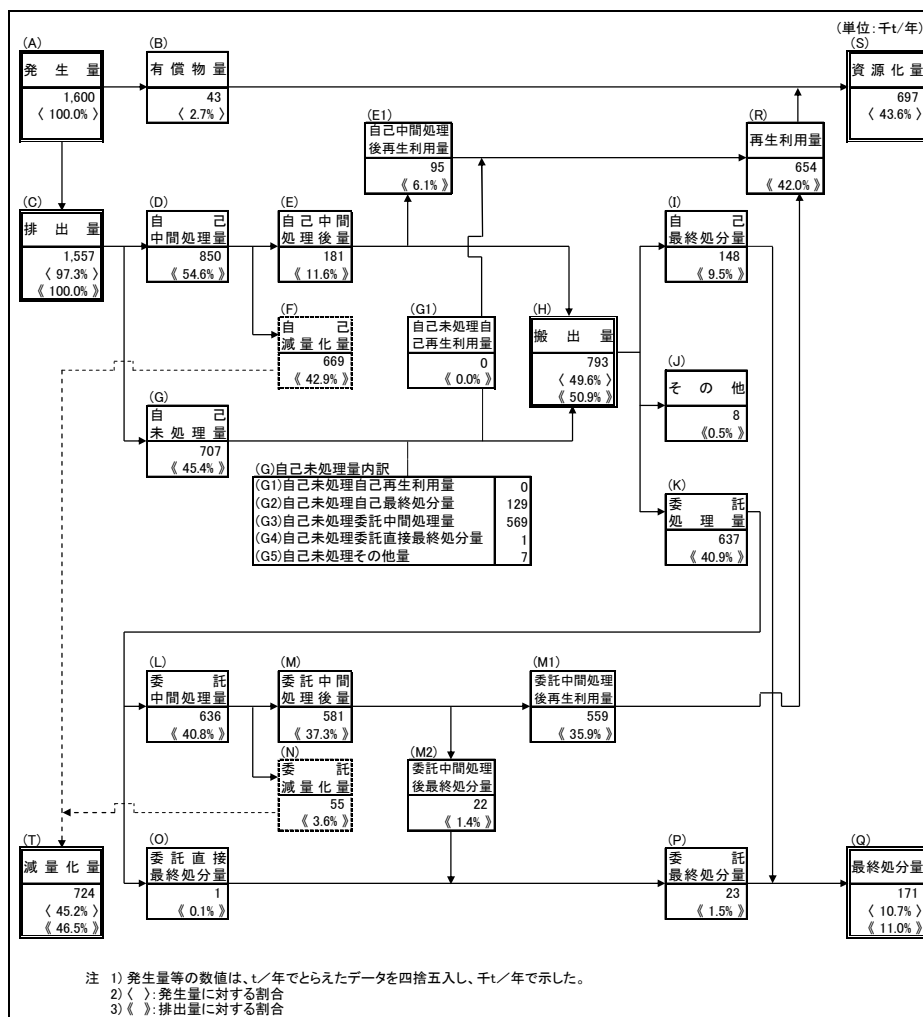 (単位:千t/年)
(A)
発生量
1,600
〈 100.0% 〉
(B)
有償物量
43
〈 2.7% 〉
(S)
資源化量
697
〈 43.6% 〉
(E1)
自己中間処理
後再生利用量
95
《 6.1% 》
(R)
再生利用量
654
《 42.0% 》
(C)
排出量
1,557
〈 97.3% 〉
《 100.0% 》
(D)
自己
中間処理量
850
《 54.6% 》
(E)
自己中間
処理後量
181
《 11.6% 》
(I)
自己
最終処分量
148
《 9.5% 》
(F)
自己
減量化量
669
《 42.9% 》
(G1)
自己未処理自
己再生利用量
0
《 0.0% 》
(H)
搬出量
793
〈 49.6% 〉
《 50.9% 》
(J)
その他
8
《0.5% 》
(G)
自己
未処理量
707
《 45.4% 》
(G)自己未処理量内訳
(G1)自己未処理自己再生利用量 0
(G2)自己未処理自己最終処分量 129
(G3)自己未処理委託中間処理量 569
(G4)自己未処理委託直接最終処分量 1
(G5)自己未処理その他量 7
(K)
委託
処理量
637
《 40.9% 》
(L)
委託
中間処理量
636
《 40.8% 》
(M)
委託中間
処理後量
581
《 37.3% 》
(M1)
委託中間処理
後再生利用量
559
《 35.9% 》
(N)
委託
減量化量
55
《 3.6% 》
(M2)
委託中間処理
後最終処分量
22
《 1.4% 》
(T)
減量化量
724
〈 45.2% 〉
《 46.5% 》
(O)
委託直接
最終処分量
1
《 0.1% 》
(P)
委託
最終処分量
23
《 1.5% 》
(Q)
最終処分量
171
〈 10.7% 〉
《 11.0% 》
注 1) 発生量等の数値は、t/年でとらえたデータを四捨五入し、千t/年で示した。
2) 〈 〉:発生量に対する割合
3) 《 》:排出量に対する割合